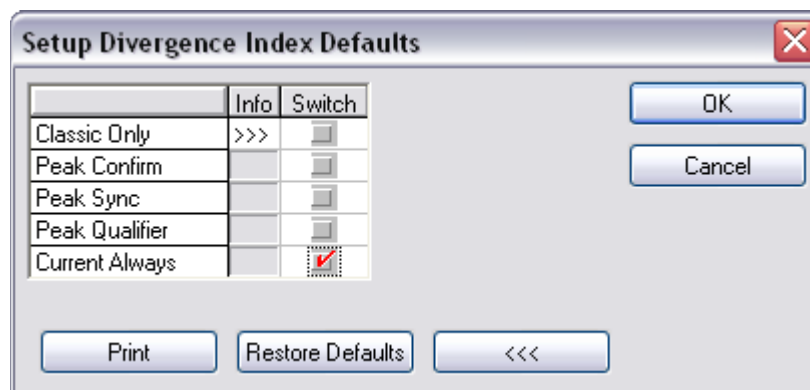 Setup Divergence Index Defaults
Info Switch
Classic Only >>>
Peak Confirm
Peak Sync
Peak Qualifier
Current Always
OK
Cancel
Print Restore Defaults <<<